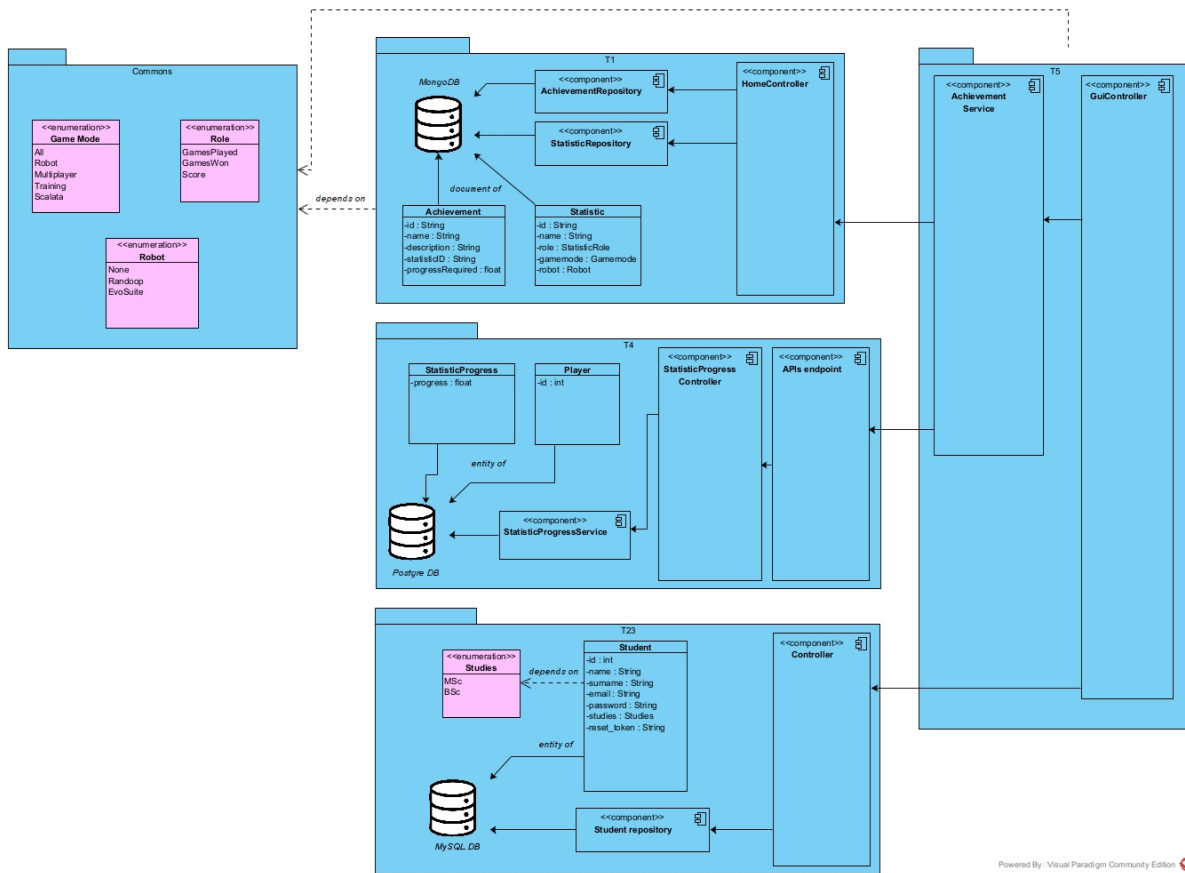 Commons
<<enumeration>>
Game Mode
All
Robot
Multiplayer
Training
Scalata
<<enumeration>>
Role
GamesPlayed
GamesWon
Score
<<enumeration>>
Robot
None
Randoop
EvoSuite
depends on
T1
MongoDB
<<component>>
AchievementRepository
<<component>>
StatisticRepository
<<component>>
HomeController
document of
Achievement
-id : String
-name : String
-description : String
-statisticID : String
-progressRequired : float
Statistic
-id : String
-name : String
-role : StatisticRole
-gamemode : Gamemode
-robot : Robot
T5
<<component>>
Achievement
Service
<<component>>
GuiController
T4
StatisticProgress
-progress : float
Player
-id : int
<<component>>
StatisticProgress
Controller
<<component>>
APIs endpoint
entity of
<<component>>
StatisticProgressService
Postgre DB
T23
<<enumeration>>
Studies
MSc
BSc
depends on
Student
-id : int
-name : String
-surname : String
-email : String
-password : String
-studies : Studies
-reset_token : String
<<component>>
Controller
entity of
<<component>>
Student repository
MySQL DB
Powered By Visual Paradigm Community Edition